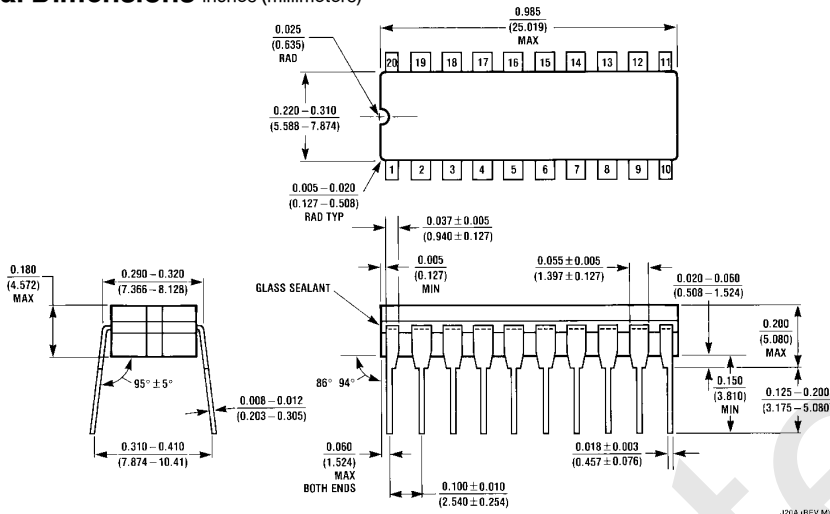 al Dimensions inches (millimeters)
0.985
(25.019)
MAX
0.025
(0.635)
RAD
20 19 18 17 16 15 14 13 12 11
0.220 – 0.310
(5.588 – 7.874)
1 2 3 4 5 6 7 8 9 10
0.005 – 0.020
(0.127 – 0.508)
RAD TYP
0.037 ± 0.005
(0.940 ± 0.127)
0.005
(0.127)
MIN
0.055 ± 0.005
(1.397 ± 0.127)
0.020 – 0.060
(0.508 – 1.524)
0.180
(4.572)
MAX
0.290 – 0.320
(7.366 – 8.128)
GLASS SEALANT
0.200
(5.080)
MAX
95° ± 5°
86° 94°
0.150
(3.810)
MIN
0.125 – 0.200
(3.175 – 5.080)
0.008 – 0.012
(0.203 – 0.305)
0.310 – 0.410
(7.874 – 10.41)
0.060
(1.524)
MAX
BOTH ENDS
0.018 ± 0.003
(0.457 ± 0.076)
0.100 ± 0.010
(2.540 ± 0.254)
J20A (REV M)